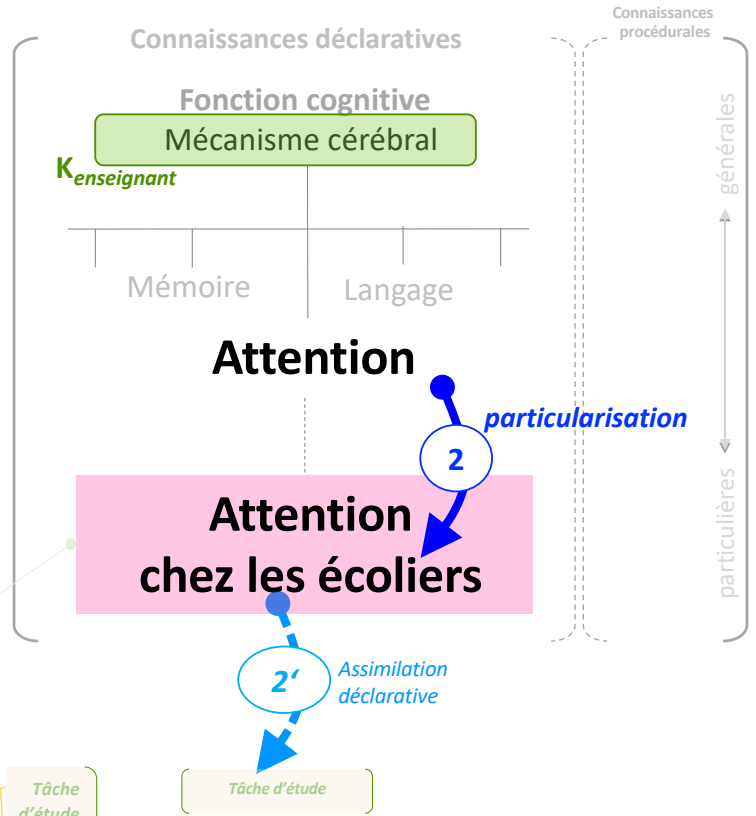 Connaissances
procédurales
Connaissances déclaratives
Fonction cognitive
Mécanisme cérébral
K enseignant
générales
Mémoire
Langage
Attention
particularisation
2
particulières
Attention
chez les écoliers
2‘
Assimilation
déclarative
Tâche
d'étude
Tâche d'étude